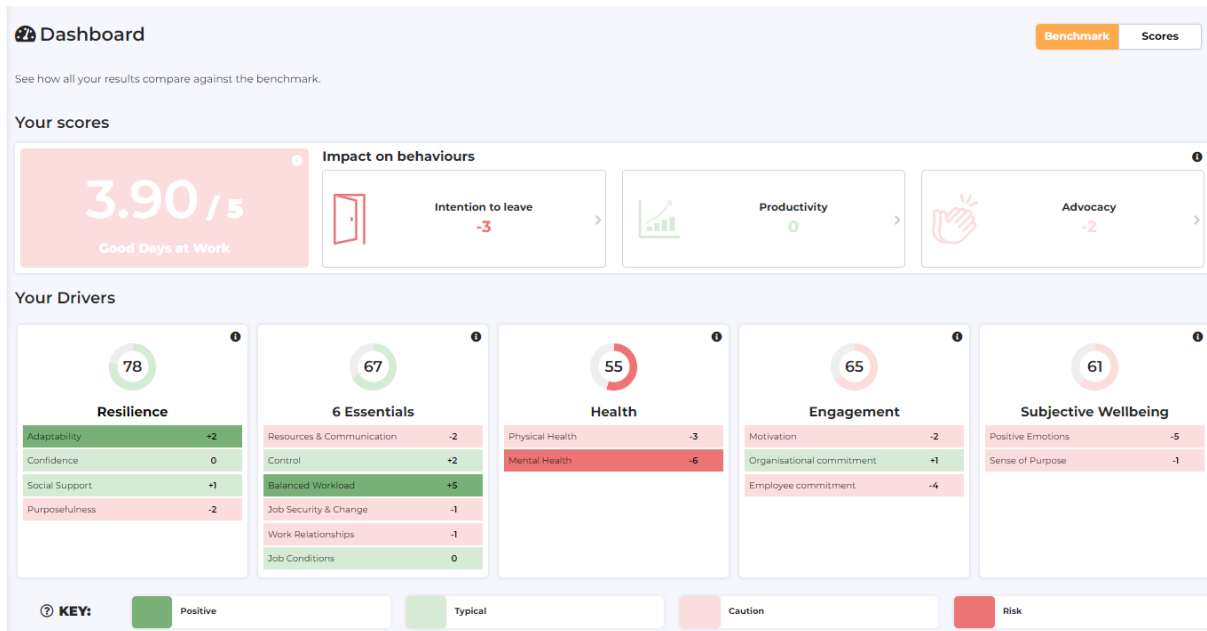 Dashboard
Benchmark Scores
See how all your results compare against the benchmark.
Your scores
3.90 / 5
Good Days at Work
Impact on behaviours
Intention to leave
-3
Productivity
0
Advocacy
-2
Your Drivers
78
Resilience
Adaptability +2
Confidence 0
Social Support +1
Purposefulness -2
67
6 Essentials
Resources & Communication -2
Control +2
Balanced Workload +5
Job Security & Change -1
Work Relationships -1
Job Conditions 0
55
Health
Physical Health -3
Mental Health -6
65
Engagement
Motivation -2
Organisational commitment +1
Employee commitment -4
61
Subjective Wellbeing
Positive Emotions -5
Sense of Purpose -1
KEY: Positive Typical Caution Risk